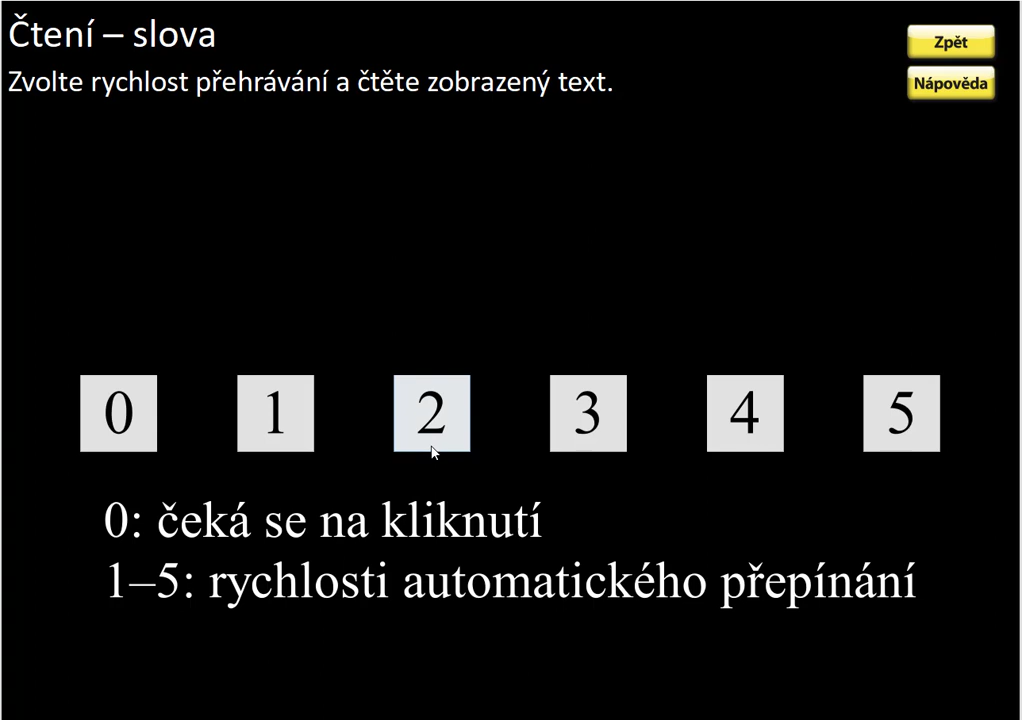 Čtení – slova
Zvolte rychlost přehrávání a čtěte zobrazený text.
Zpět
Nápověda
0 1 2 3 4 5
0: čeká se na kliknutí
1–5: rychlosti automatického přepínání